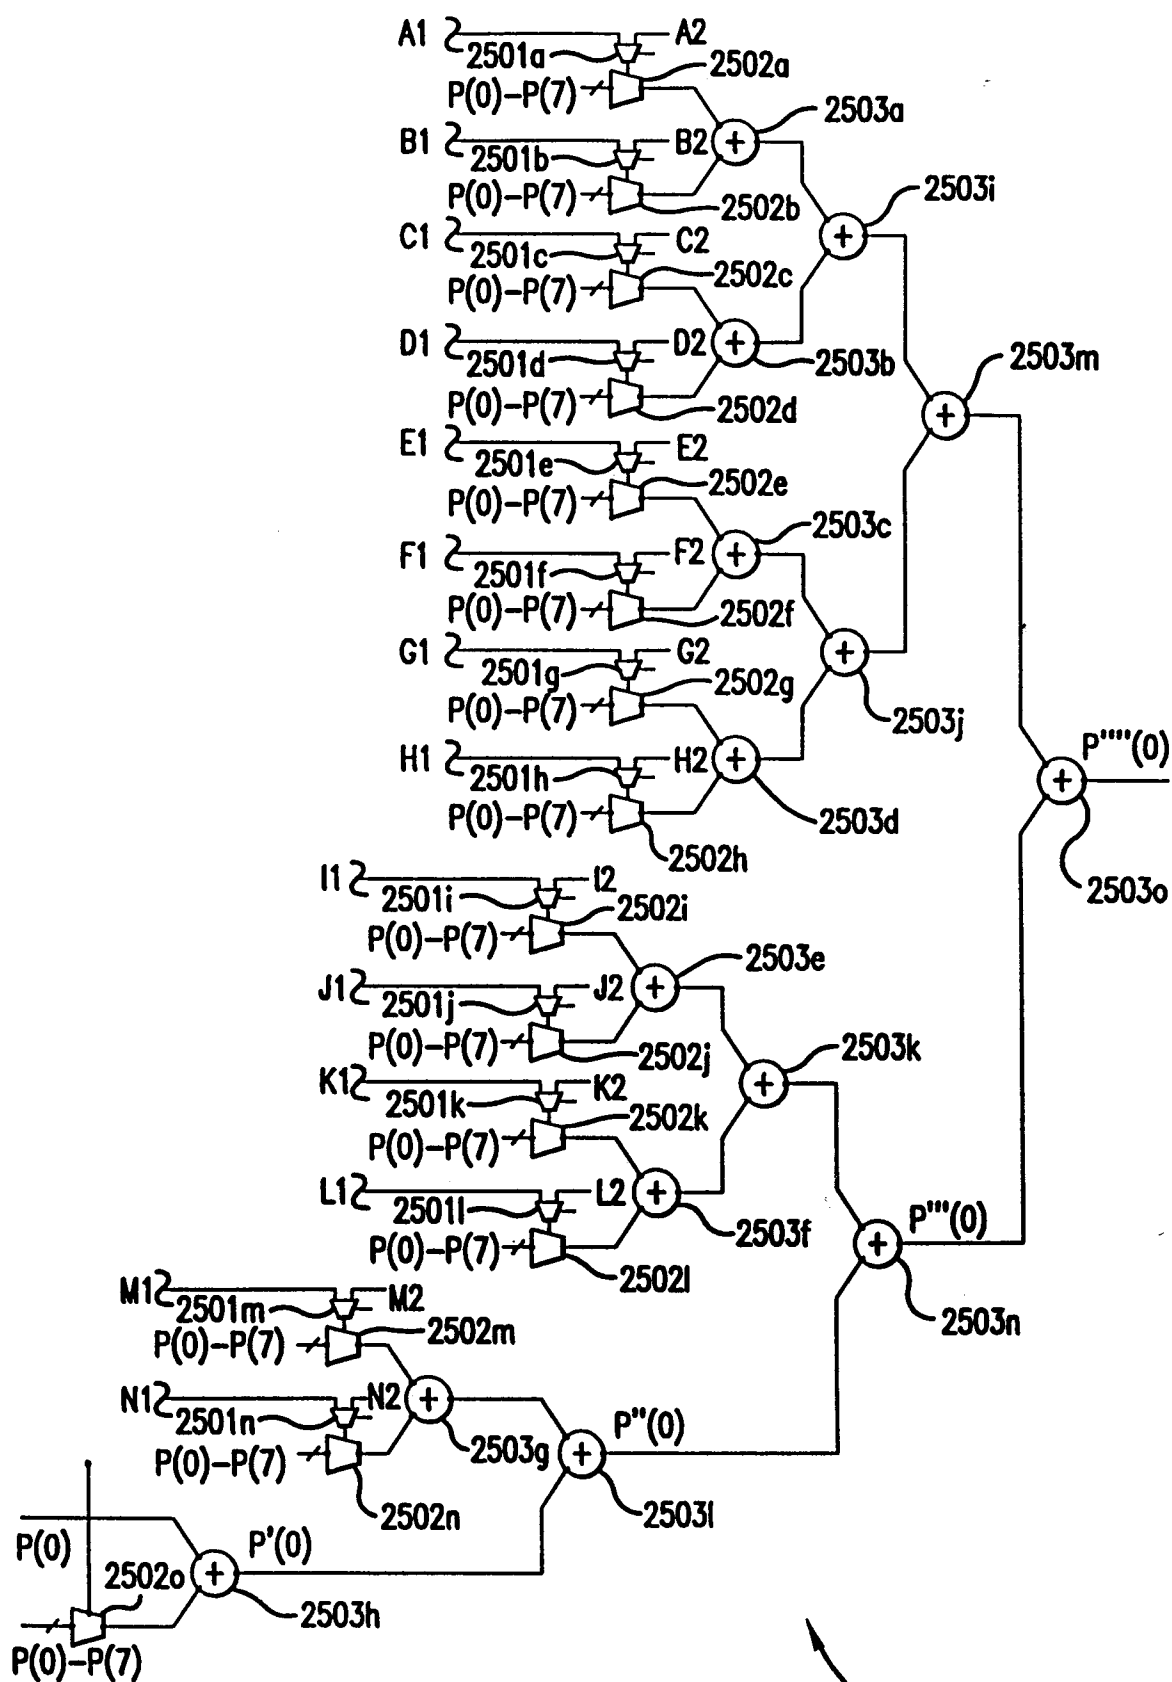 A1 A2
2501a 2502a
P(0)-P(7) 2503a
B1 B2
2501b 2503i
P(0)-P(7) 2502b
C1 C2
2501c 2502c
P(0)-P(7)
D1 D2
2501d 2503b 2503m
P(0)-P(7) 2502d
E1 E2
2501e 2502e
P(0)-P(7) 2503c
F1 F2
2501f
P(0)-P(7) 2502f
G1 G2
2501g 2502g
P(0)-P(7) 2503j
H1 H2 P''''(0)
2501h
P(0)-P(7) 2503d
2502h
I1 I2 2503o
2501i 2502i
P(0)-P(7) 2503e
J1 J2
2501j
P(0)-P(7) 2502j 2503k
K1 K2
2501k 2502k
P(0)-P(7)
L1 L2
2501l 2503f P'''(0)
P(0)-P(7) 2502l
M1 M2
2501m 2502m 2503n
P(0)-P(7)
N1 N2
2501n P''(0)
P(0)-P(7) 2503g
2502n 2503l
P(0) P'(0)
2502o 2503h
P(0)-P(7)